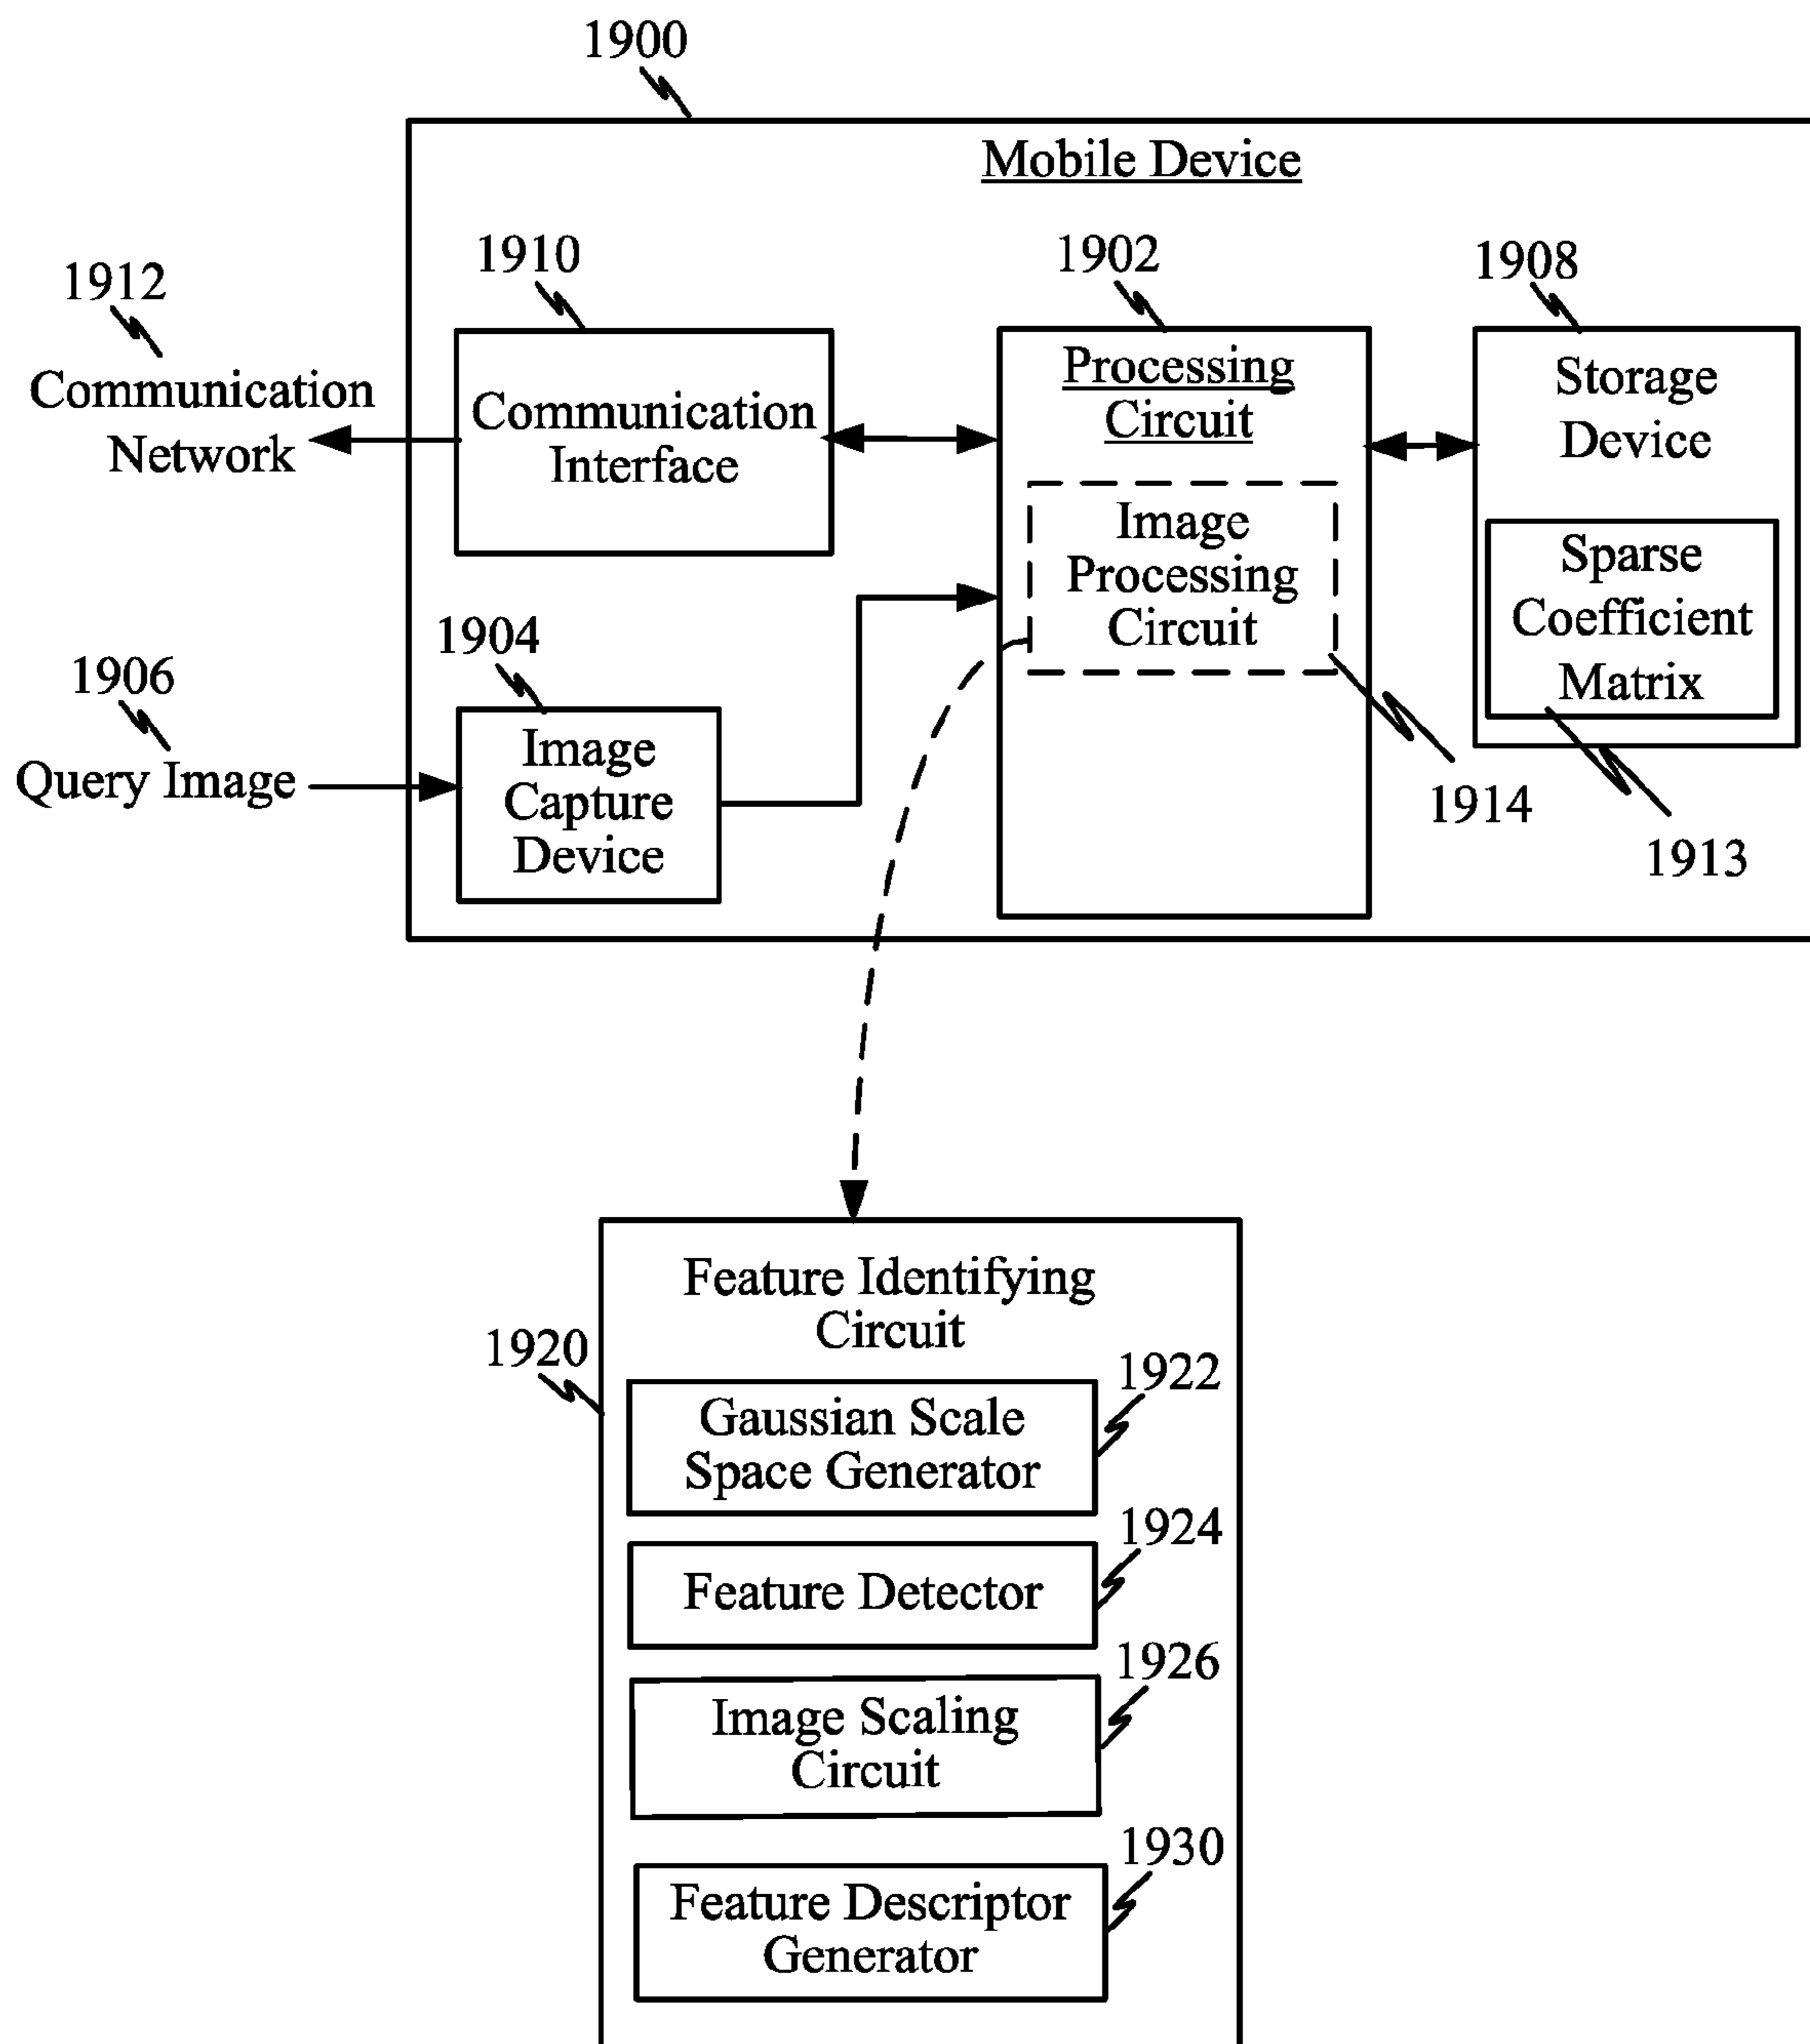 1900
Mobile Device
1910
1902
1908
1912
Communication
Network
Communication
Interface
Processing
Circuit
Image
Processing
Circuit
Storage
Device
Sparse
Coefficient
Matrix
1904
1906
Query Image
Image
Capture
Device
1914
1913
Feature Identifying
Circuit
1920
1922
Gaussian Scale
Space Generator
1924
Feature Detector
1926
Image Scaling
Circuit
1930
Feature Descriptor
Generator